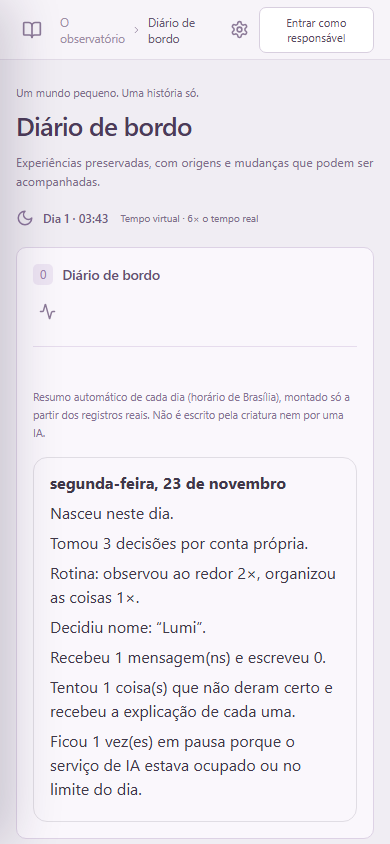 O observatório
Diário de bordo
Entrar como responsável
Um mundo pequeno. Uma história só.
Diário de bordo
Experiências preservadas, com origens e mudanças que podem ser
acompanhadas.
Dia 1 · 03:43 Tempo virtual · 6× o tempo real
0 Diário de bordo
Resumo automático de cada dia (horário de Brasília), montado só a
partir dos registros reais. Não é escrito pela criatura nem por uma
IA.
segunda-feira, 23 de novembro
Nasceu neste dia.
Tomou 3 decisões por conta própria.
Rotina: observou ao redor 2×, organizou
as coisas 1×.
Decidiu nome: “Lumi”.
Recebeu 1 mensagem(ns) e escreveu 0.
Tentou 1 coisa(s) que não deram certo e
recebeu a explicação de cada uma.
Ficou 1 vez(es) em pausa porque o
serviço de IA estava ocupado ou no
limite do dia.